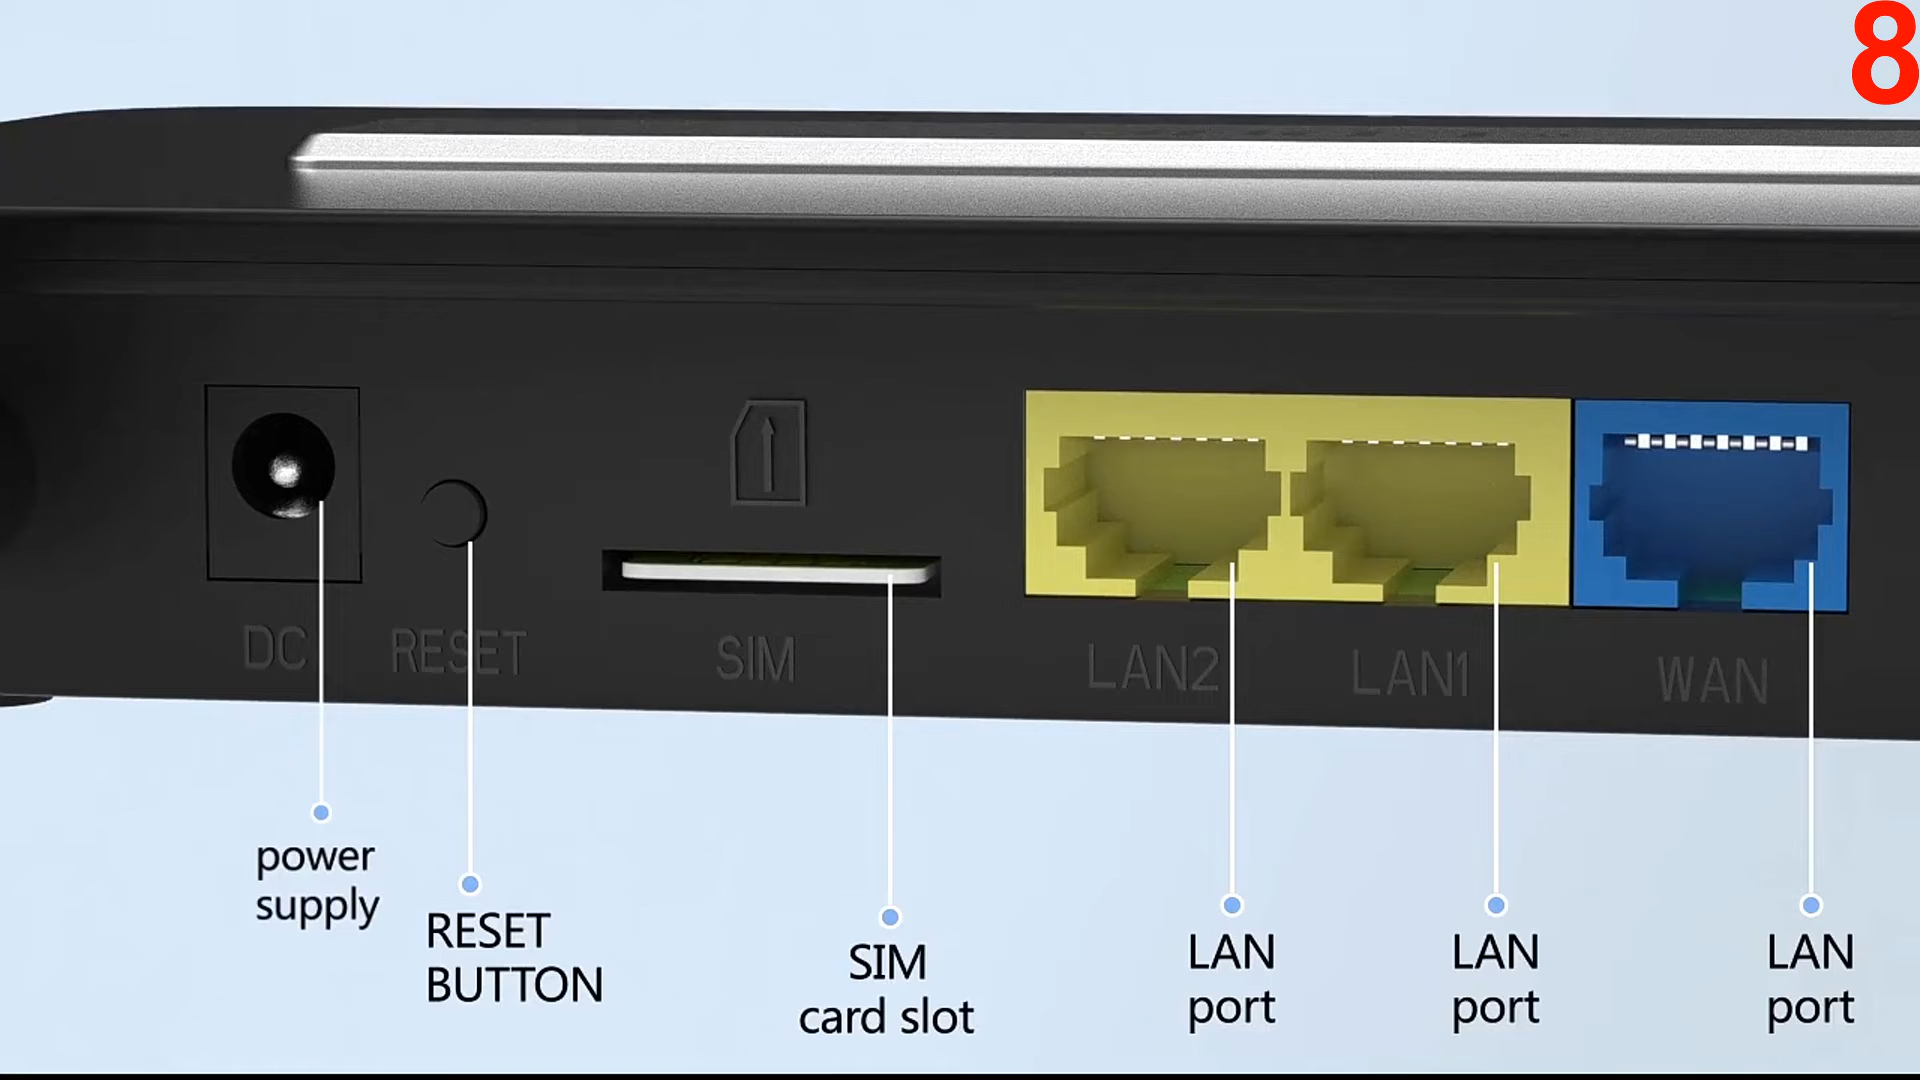 8
DC
RESET
SIM
LAN2
LAN1
WAN
power
supply
RESET
BUTTON
SIM
card slot
LAN
port
LAN
port
LAN
port